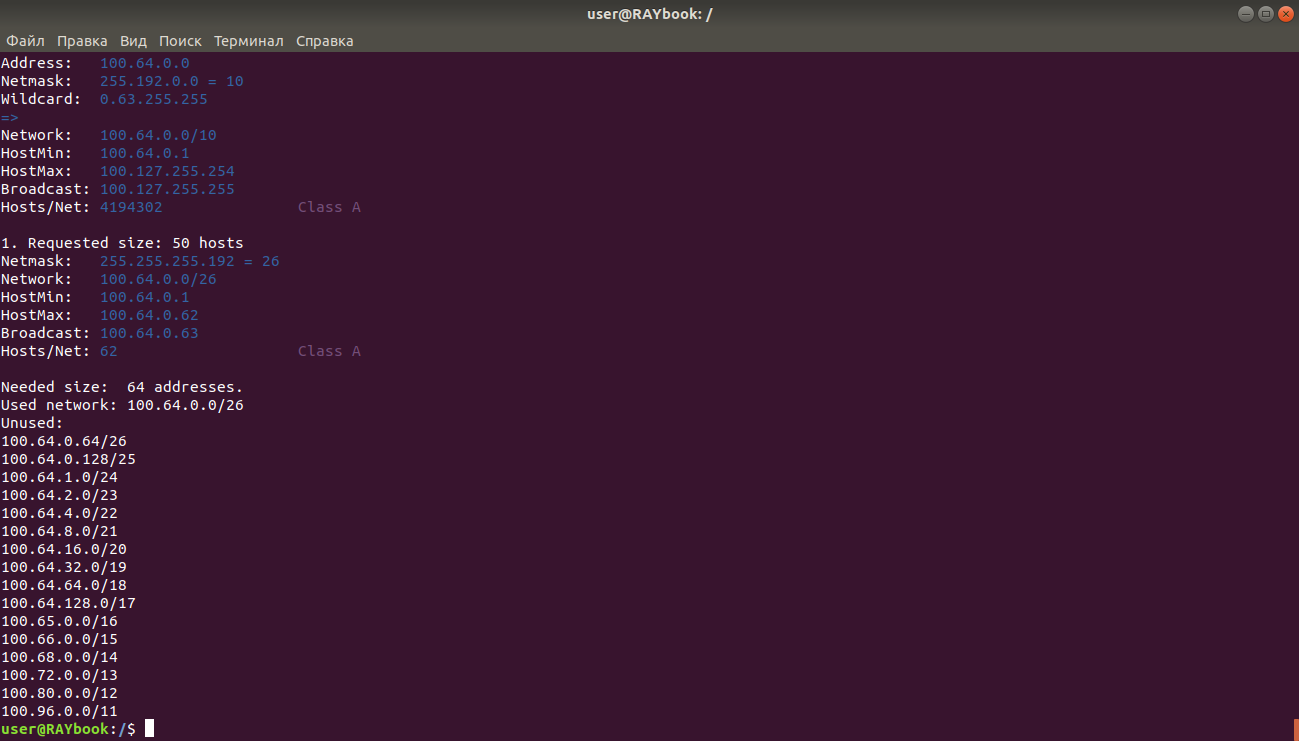 user@RAYbook: /
Файл Правка Вид Поиск Терминал Справка
Address:   100.64.0.0
Netmask:   255.192.0.0 = 10
Wildcard:  0.63.255.255
=>
Network:   100.64.0.0/10
HostMin:   100.64.0.1
HostMax:   100.127.255.254
Broadcast: 100.127.255.255
Hosts/Net: 4194302               Class A
1. Requested size: 50 hosts
Netmask:   255.255.255.192 = 26
Network:   100.64.0.0/26
HostMin:   100.64.0.1
HostMax:   100.64.0.62
Broadcast: 100.64.0.63
Hosts/Net: 62                    Class A
Needed size:  64 addresses.
Used network: 100.64.0.0/26
Unused:
100.64.0.64/26
100.64.0.128/25
100.64.1.0/24
100.64.2.0/23
100.64.4.0/22
100.64.8.0/21
100.64.16.0/20
100.64.32.0/19
100.64.64.0/18
100.64.128.0/17
100.65.0.0/16
100.66.0.0/15
100.68.0.0/14
100.72.0.0/13
100.80.0.0/12
100.96.0.0/11
user@RAYbook:/$